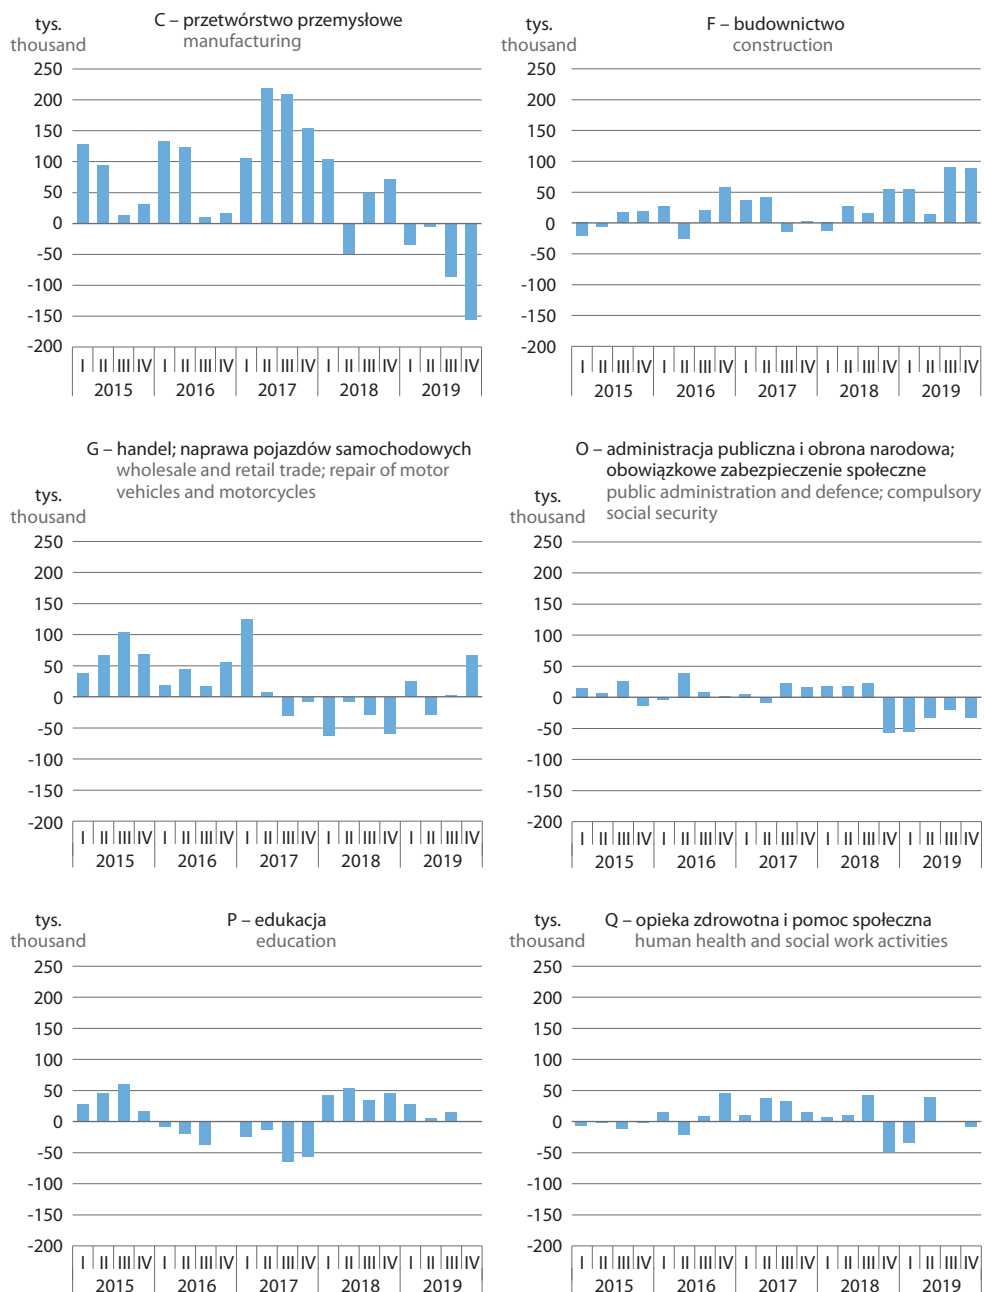 C – przetwórstwo przemysłowe
manufacturing
tys.
thousand
250
200
150
100
50
0
-50
-100
-150
-200
I II III IV I II III IV I II III IV I II III IV I II III IV
2015 2016 2017 2018 2019
F – budownictwo
construction
tys.
thousand
250
200
150
100
50
0
-50
-100
-150
-200
I II III IV I II III IV I II III IV I II III IV I II III IV
2015 2016 2017 2018 2019
G – handel; naprawa pojazdów samochodowych
wholesale and retail trade; repair of motor
vehicles and motorcycles
tys.
thousand
250
200
150
100
50
0
-50
-100
-150
-200
I II III IV I II III IV I II III IV I II III IV I II III IV
2015 2016 2017 2018 2019
O – administracja publiczna i obrona narodowa;
obowiązkowe zabezpieczenie społeczne
public administration and defence; compulsory
social security
tys.
thousand
250
200
150
100
50
0
-50
-100
-150
-200
I II III IV I II III IV I II III IV I II III IV I II III IV
2015 2016 2017 2018 2019
P – edukacja
education
tys.
thousand
250
200
150
100
50
0
-50
-100
-150
-200
I II III IV I II III IV I II III IV I II III IV I II III IV
2015 2016 2017 2018 2019
Q – opieka zdrowotna i pomoc społeczna
human health and social work activities
tys.
thousand
250
200
150
100
50
0
-50
-100
-150
-200
I II III IV I II III IV I II III IV I II III IV I II III IV
2015 2016 2017 2018 2019